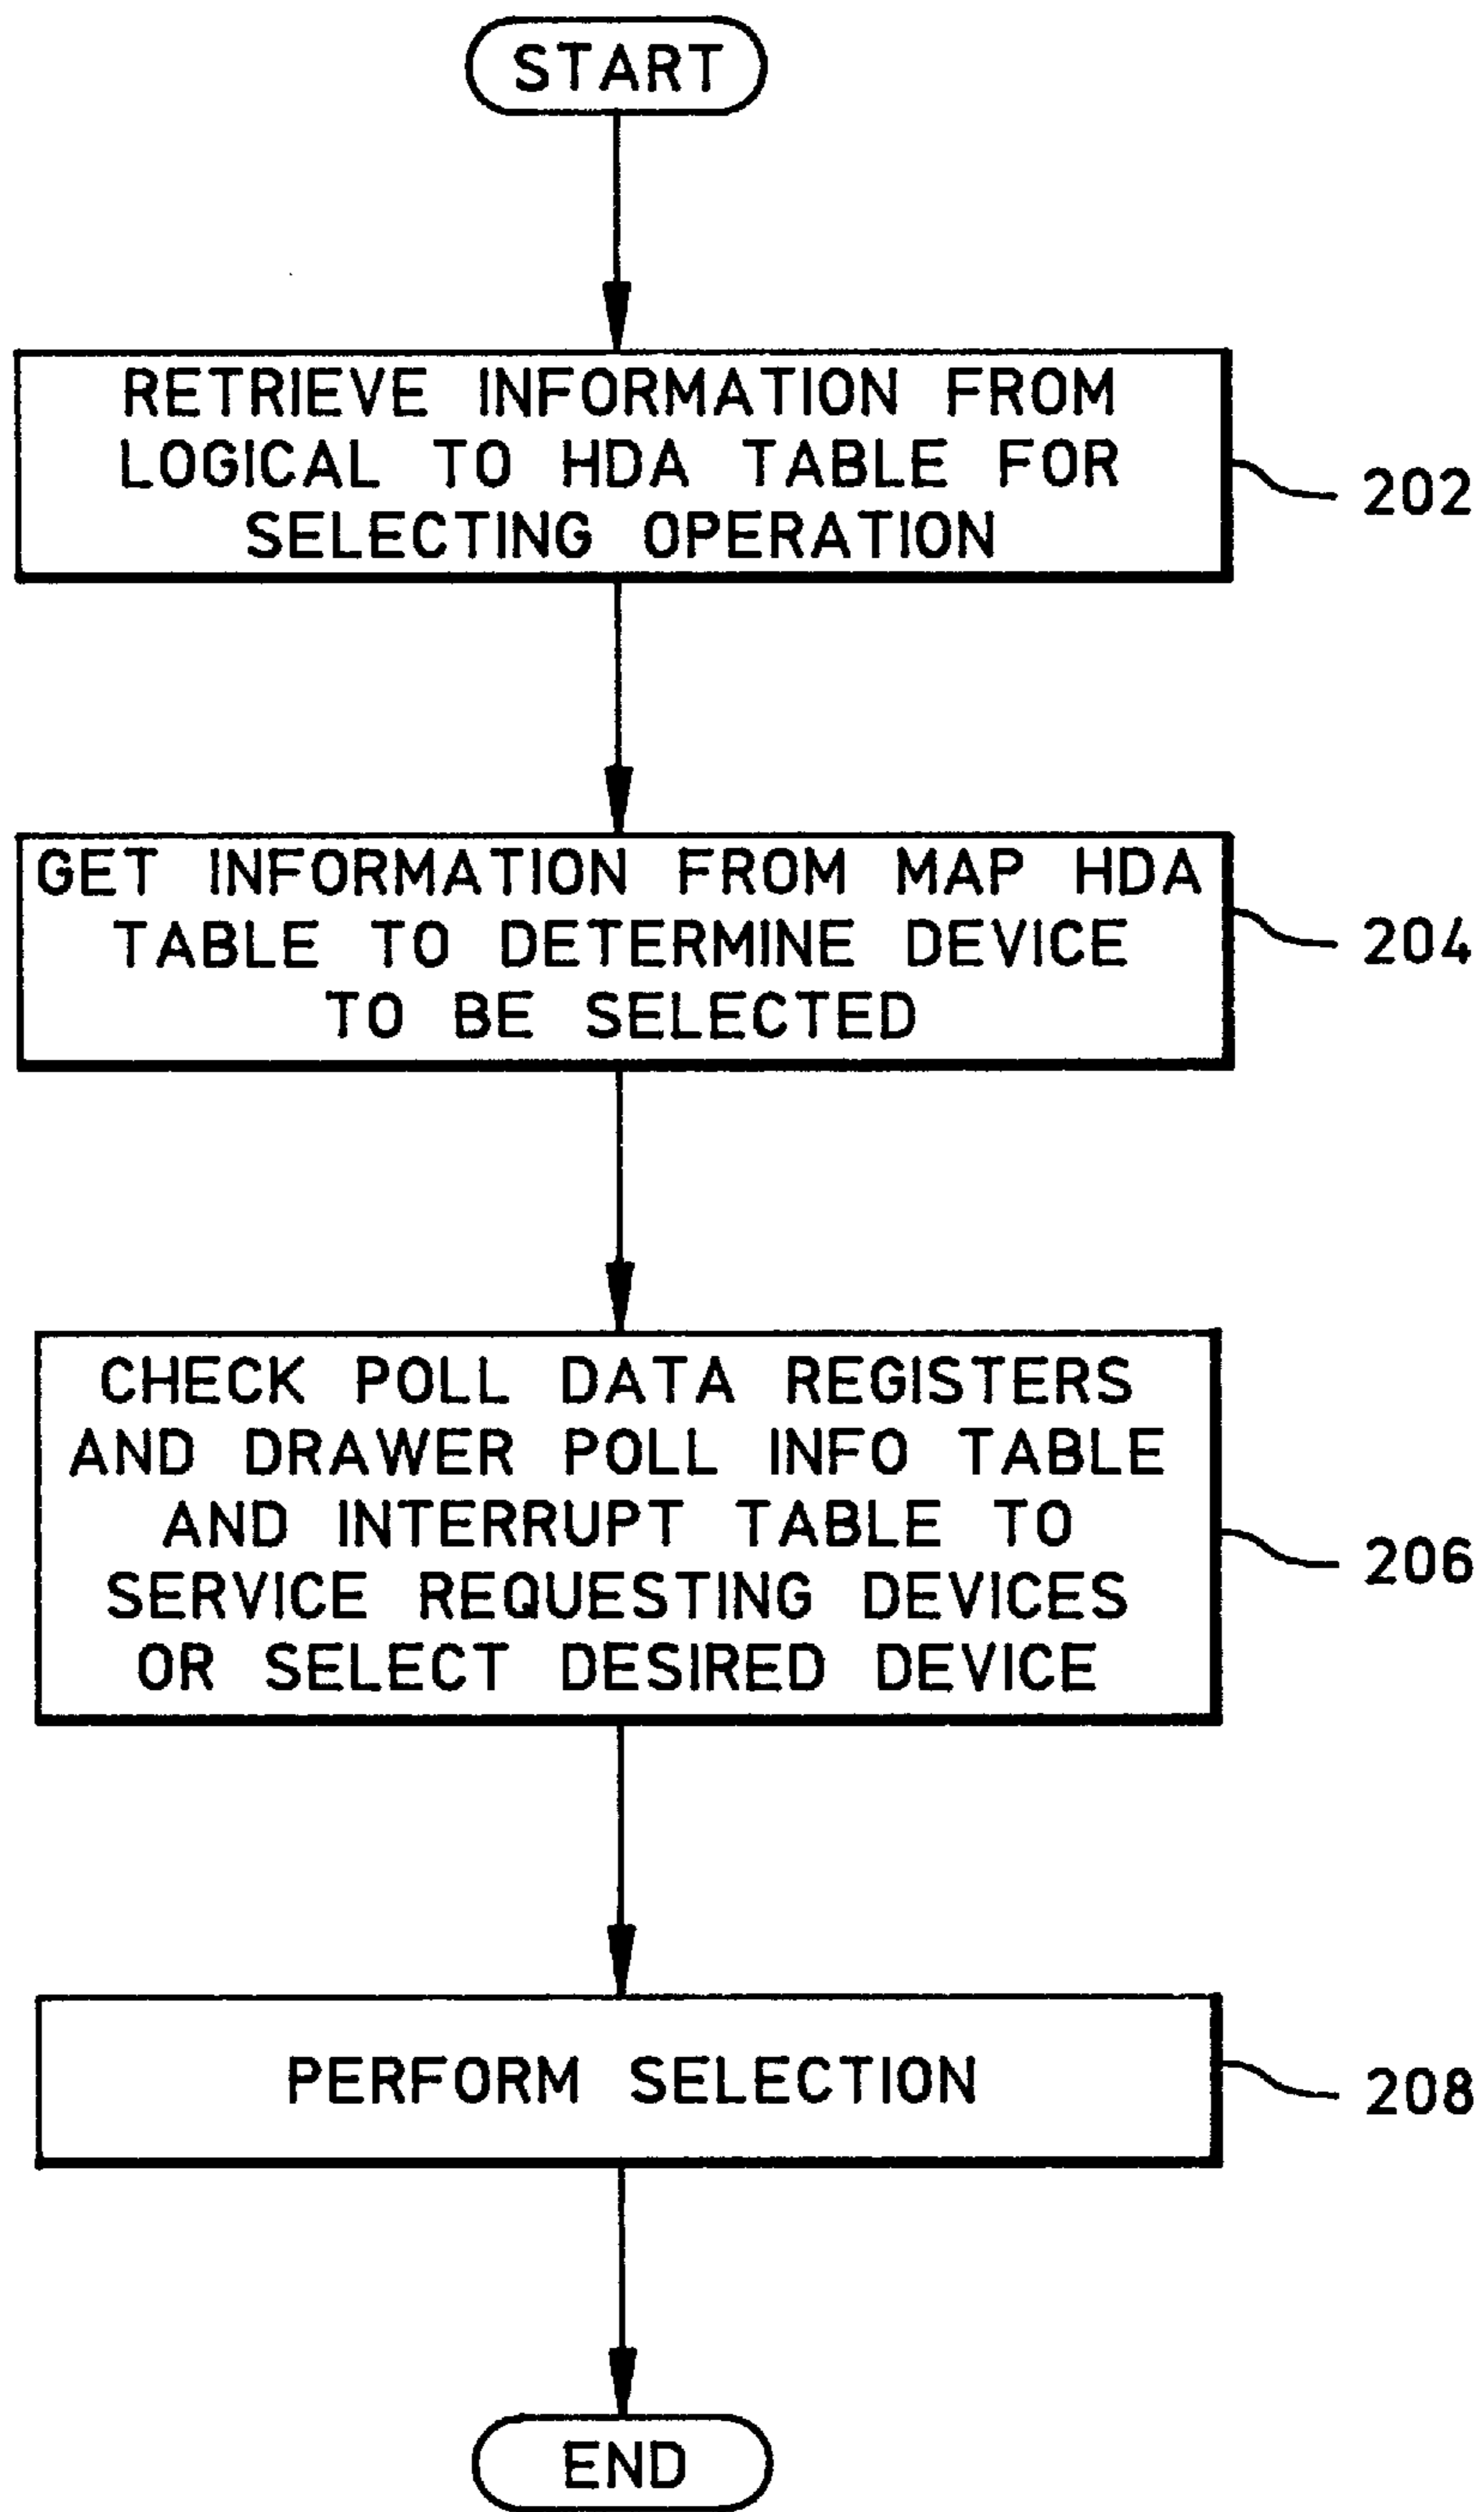 START
RETRIEVE INFORMATION FROM
LOGICAL TO HDA TABLE FOR
SELECTING OPERATION
202
GET INFORMATION FROM MAP HDA
TABLE TO DETERMINE DEVICE
TO BE SELECTED
204
CHECK POLL DATA REGISTERS
AND DRAWER POLL INFO TABLE
AND INTERRUPT TABLE TO
SERVICE REQUESTING DEVICES
OR SELECT DESIRED DEVICE
206
PERFORM SELECTION
208
END